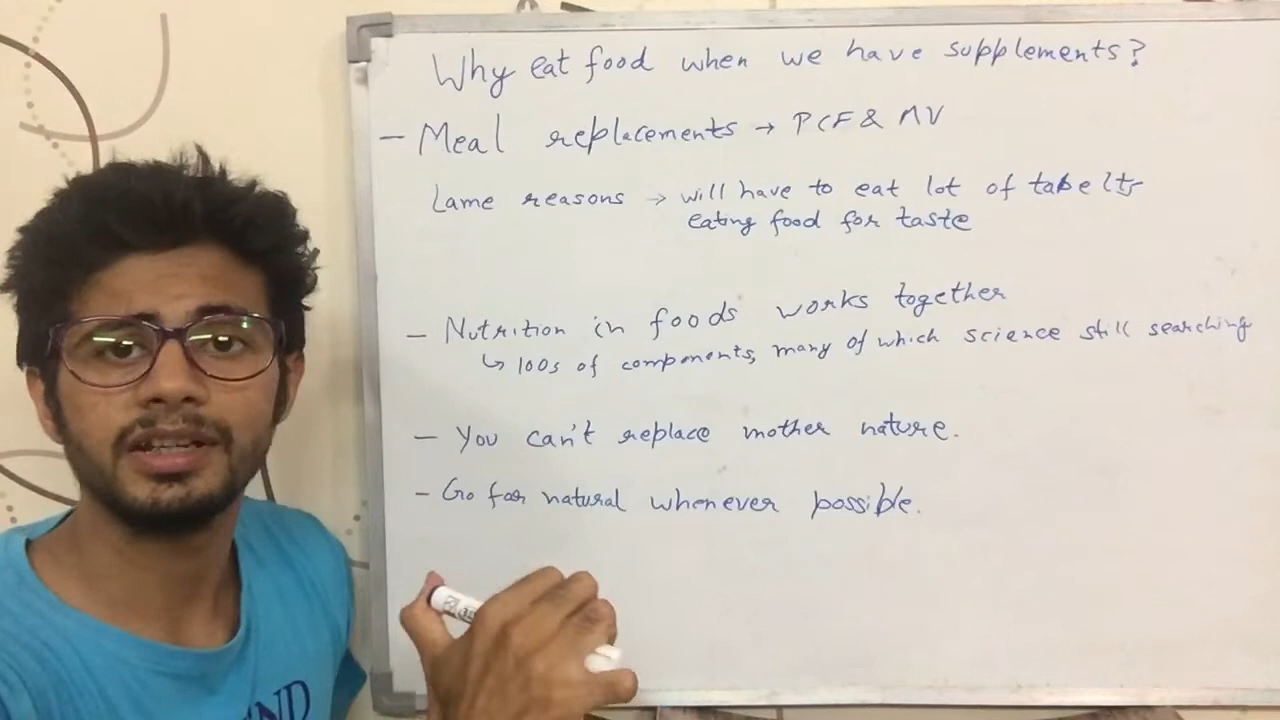 Why eat food when we have supplements?
- Meal replacements → PCF & MV
Lame reasons → will have to eat lot of tabelts
eating food for taste
- Nutrition in foods works together
↳ 100s of components, many of which science still searching
- You can't replace mother nature.
- Go for natural whenever possible.